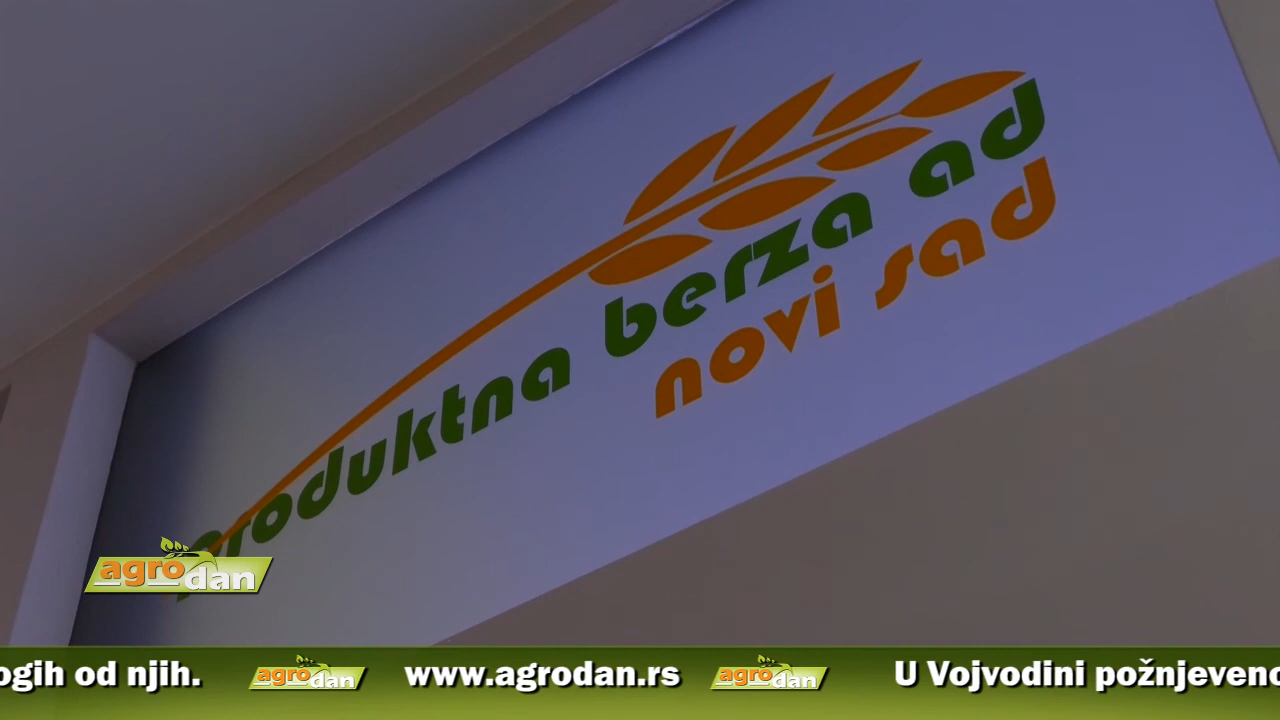 produktna berza ad
novi sad
agrodan
ogih od njih. agrodan www.agrodan.rs agrodan U Vojvodini požnjeveno